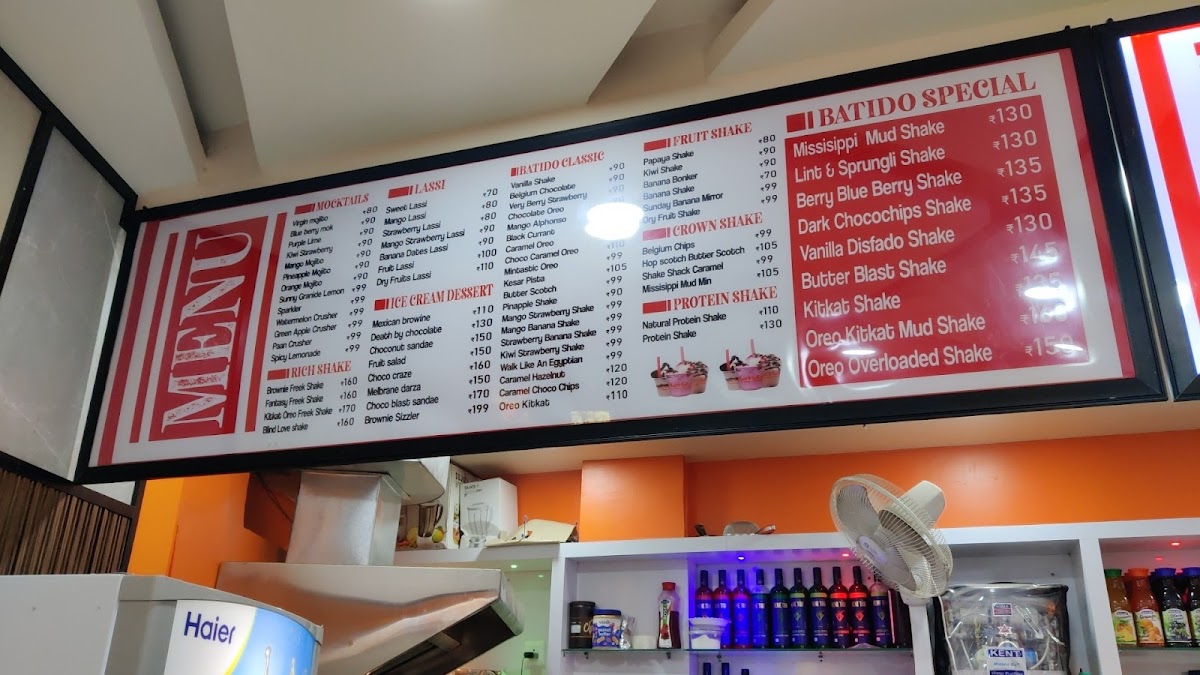 MENU
MOCKTAILS
Virgin mojito ₹80
Blue berry mok ₹90
Purple Lime ₹90
Kiwi Strawberry ₹90
Mango Mojito ₹90
Pineapple Mojito ₹90
Orange Mojito ₹90
Sunny Granide Lemon ₹99
Sparkler ₹99
Watermelon Crusher ₹99
Green Apple Crusher ₹99
Paan Crusher ₹99
Spicy Lemonade ₹99
RICH SHAKE
Brownie Freek Shake ₹160
Fantasy Freek Shake ₹160
Kitkat Oreo Freek Shake ₹170
Blind Love shake ₹160
LASSI
Sweet Lassi ₹70
Mango Lassi ₹80
Strawberry Lassi ₹80
Mango Strawberry Lassi ₹90
Banana Dates Lassi ₹90
Fruit Lassi ₹100
Dry Fruits Lassi ₹110
ICE CREAM DESSERT
Mexican browine ₹110
Death by chocolate ₹130
Choconut sandae ₹150
Fruit salad ₹150
Choco craze ₹160
Melbrane darza ₹150
Choco blast sandae ₹170
Brownie Sizzler ₹199
BATIDO CLASSIC
Vanilla Shake ₹90
Belgium Chocolate ₹90
Very Berry Strawberry ₹90
Chocolate Oreo
Mango Alphonso
Black Currant
Caramel Oreo
Choco Caramel Oreo ₹110
Mintastic Oreo ₹99
Kesar Pista ₹105
Butter Scotch ₹99
Pinapple Shake ₹90
Mango Strawberry Shake ₹99
Mango Banana Shake ₹99
Strawberry Banana Shake ₹99
Kiwi Strawberry Shake ₹99
Walk Like An Egyptian ₹99
Caramel Hazelnut ₹120
Caramel Choco Chips ₹120
Oreo Kitkat ₹110
FRUIT SHAKE
Papaya Shake ₹80
Kiwi Shake ₹90
Banana Bonker ₹90
Banana Shake ₹70
Sunday Banana Mirror ₹99
Dry Fruit Shake ₹99
CROWN SHAKE
Belgium Chips ₹99
Hop scotch Butter Scotch ₹105
Shake Shack Caramel ₹99
Missisippi Mud Min ₹105
PROTEIN SHAKE
Natural Protein Shake ₹110
Protein Shake ₹130
BATIDO SPECIAL
Missisippi Mud Shake ₹130
Lint & Sprungli Shake ₹130
Berry Blue Berry Shake ₹135
Dark Chocochips Shake ₹135
Vanilla Disfado Shake ₹130
Butter Blast Shake ₹145
Kitkat Shake
Oreo Kitkat Mud Shake
Oreo Overloaded Shake ₹150
Haier
KENT